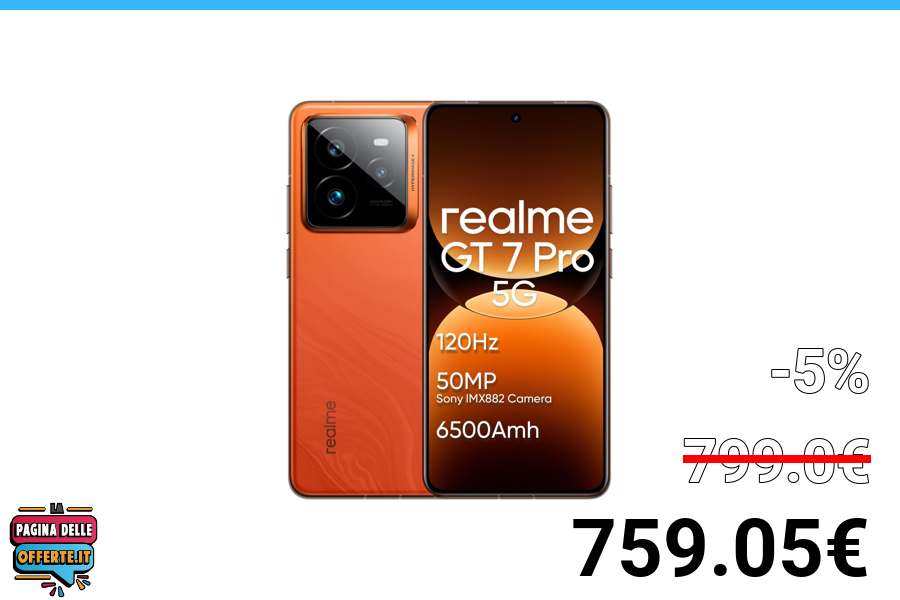 HYPERIMAGE+
realme
realme
GT 7 Pro
5G
120Hz
50MP
Sony IMX882 Camera
6500Amh
-5%
799.0€
759.05€
LA
PAGINA DELLE
OFFERTE.IT